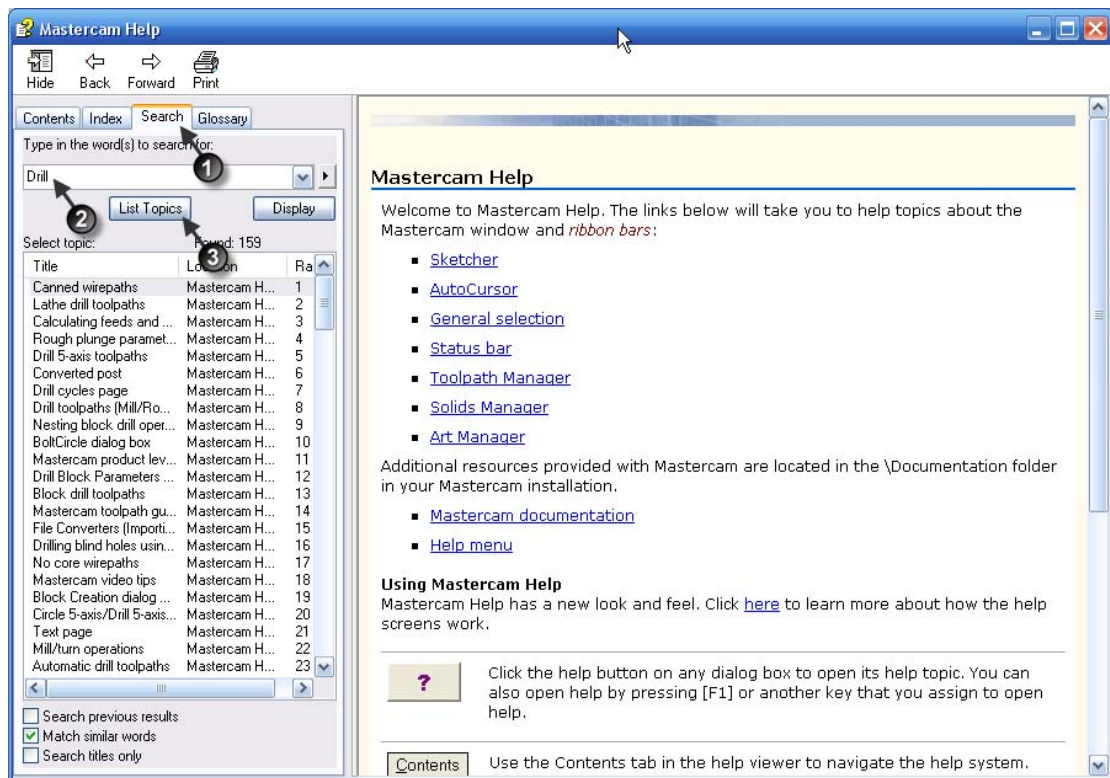 Mastercam Help
Hide Back Forward Print
Contents Index Search Glossary
Type in the word(s) to search for:
1
Drill
2
List Topics Display
3
Select topic: Found: 159
Title Location Ra
Canned wirepaths Mastercam H... 1
Lathe drill toolpaths Mastercam H... 2
Calculating feeds and ... Mastercam H... 3
Rough plunge paramet... Mastercam H... 4
Drill 5-axis toolpaths Mastercam H... 5
Converted post Mastercam H... 6
Drill cycles page Mastercam H... 7
Drill toolpaths (Mill/Ro... Mastercam H... 8
Nesting block drill oper... Mastercam H... 9
BoltCircle dialog box Mastercam H... 10
Mastercam product lev... Mastercam H... 11
Drill Block Parameters ... Mastercam H... 12
Block drill toolpaths Mastercam H... 13
Mastercam toolpath gu... Mastercam H... 14
File Converters (Importi... Mastercam H... 15
Drilling blind holes usin... Mastercam H... 16
No core wirepaths Mastercam H... 17
Mastercam video tips Mastercam H... 18
Block Creation dialog ... Mastercam H... 19
Circle 5-axis/Drill 5-axis... Mastercam H... 20
Text page Mastercam H... 21
Mill/turn operations Mastercam H... 22
Automatic drill toolpaths Mastercam H... 23
Search previous results
Match similar words
Search titles only
Mastercam Help
Welcome to Mastercam Help. The links below will take you to help topics about the
Mastercam window and ribbon bars:
Sketcher
AutoCursor
General selection
Status bar
Toolpath Manager
Solids Manager
Art Manager
Additional resources provided with Mastercam are located in the \Documentation folder
in your Mastercam installation.
Mastercam documentation
Help menu
Using Mastercam Help
Mastercam Help has a new look and feel. Click here to learn more about how the help
screens work.
? Click the help button on any dialog box to open its help topic. You can
also open help by pressing [F1] or another key that you assign to open
help.
Contents Use the Contents tab in the help viewer to navigate the help system.